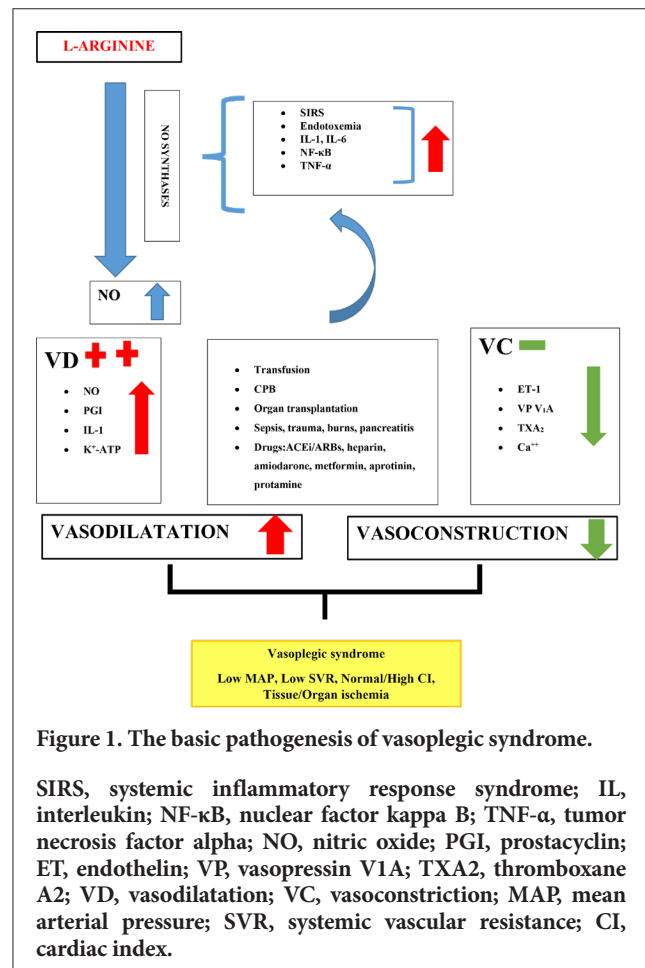 L-ARGININE
NO SYNTHASES
• SIRS
• Endotoxemia
• IL-1, IL-6
• NF-κB
• TNF-α
NO
VD
• NO
• PGI
• IL-1
• K⁺-ATP
• Transfusion
• CPB
• Organ transplantation
• Sepsis, trauma, burns, pancreatitis
• Drugs:ACEi/ARBs, heparin,
amiodarone, metformin, aprotinin,
protamine
VC
• ET-1
• VP V₁A
• TXA₂
• Ca⁺⁺
VASODILATATION
VASOCONSTRUCTION
Vasoplegic syndrome
Low MAP, Low SVR, Normal/High CI,
Tissue/Organ ischemia
Figure 1. The basic pathogenesis of vasoplegic syndrome.
SIRS, systemic inflammatory response syndrome; IL,
interleukin; NF-κB, nuclear factor kappa B; TNF-α, tumor
necrosis factor alpha; NO, nitric oxide; PGI, prostacyclin;
ET, endothelin; VP, vasopressin V1A; TXA2, thromboxane
A2; VD, vasodilatation; VC, vasoconstriction; MAP, mean
arterial pressure; SVR, systemic vascular resistance; CI,
cardiac index.